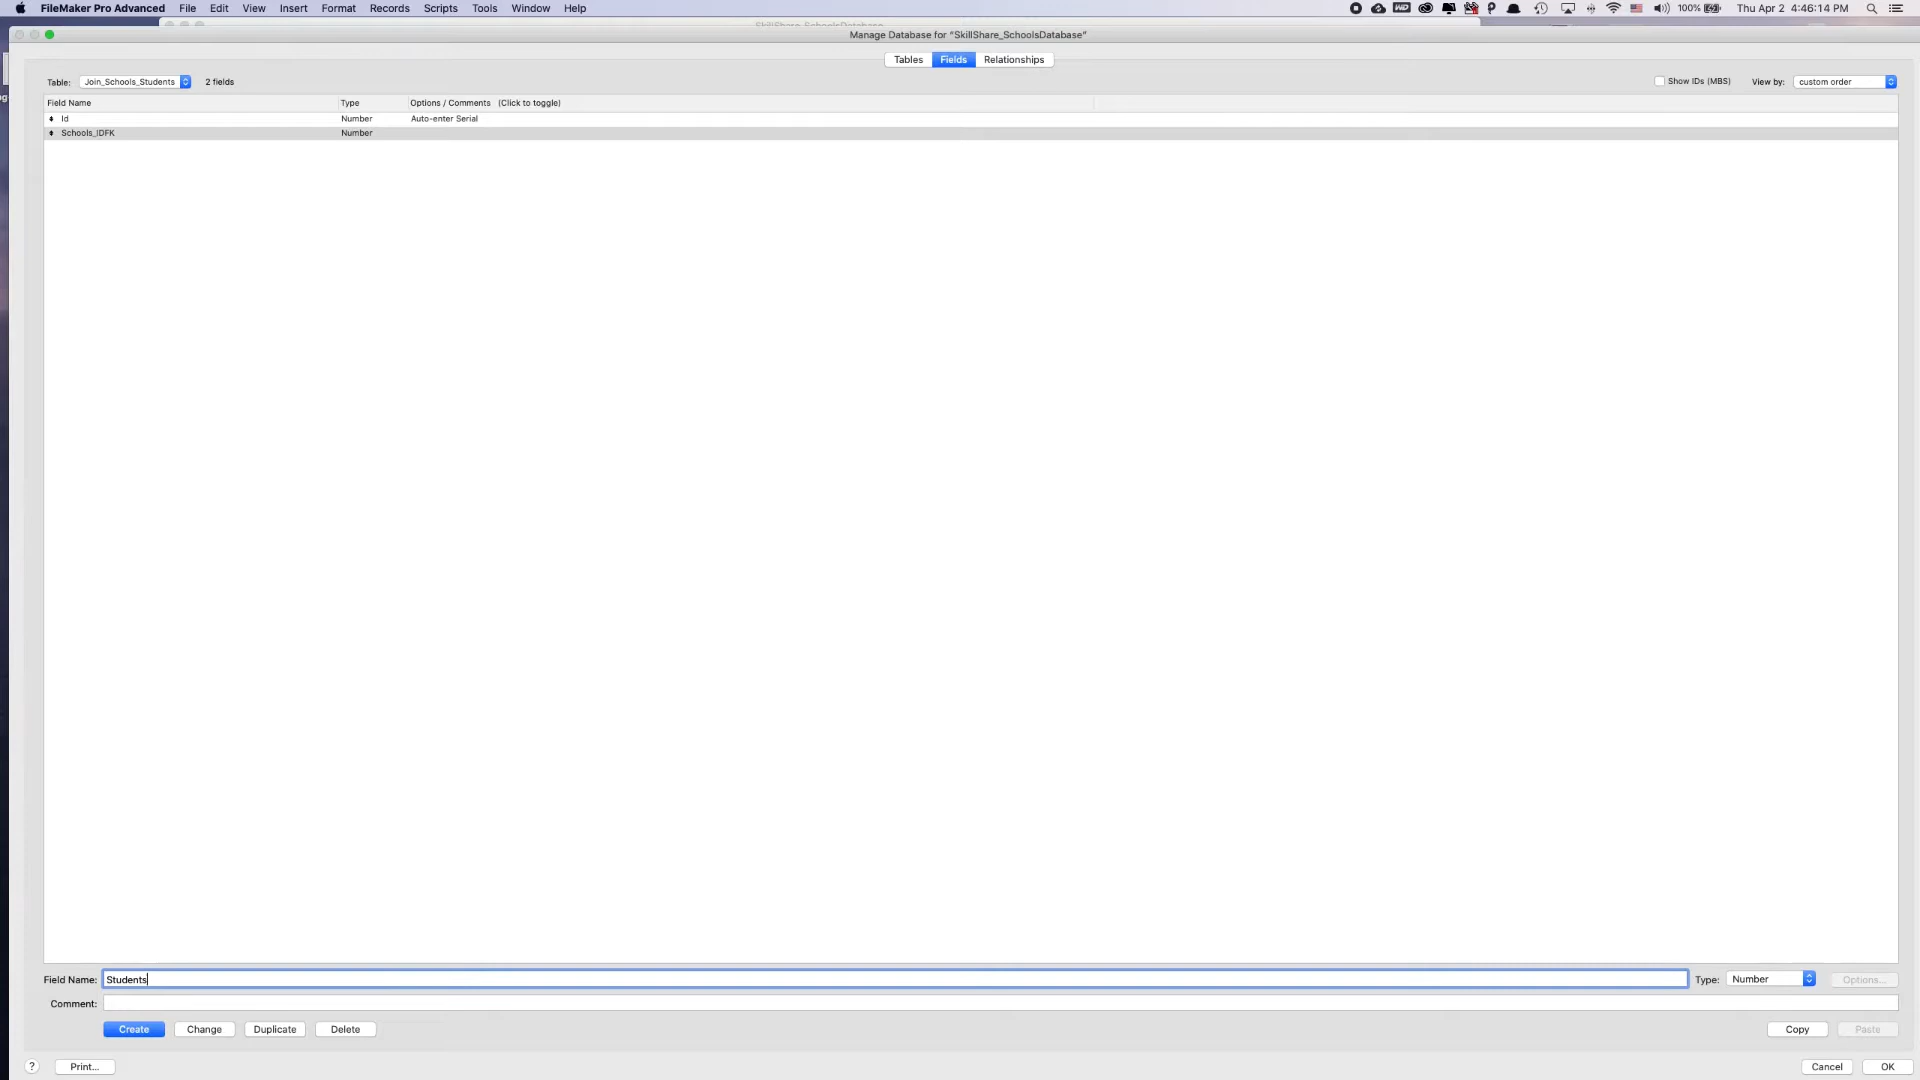 FileMaker Pro Advanced File Edit View Insert Format Records Scripts Tools Window Help 100% Thu Apr 2 4:46:14 PM
SkillShare_SchoolsDatabase
Manage Database for "SkillShare_SchoolsDatabase"
Tables Fields Relationships
Table: Join_Schools_Students 2 fields Show IDs (MBS) View by: custom order
Field Name Type Options / Comments (Click to toggle)
Id Number Auto-enter Serial
Schools_IDFK Number
Field Name: Students Type: Number Options...
Comment:
Create Change Duplicate Delete Copy Paste
? Print... Cancel OK